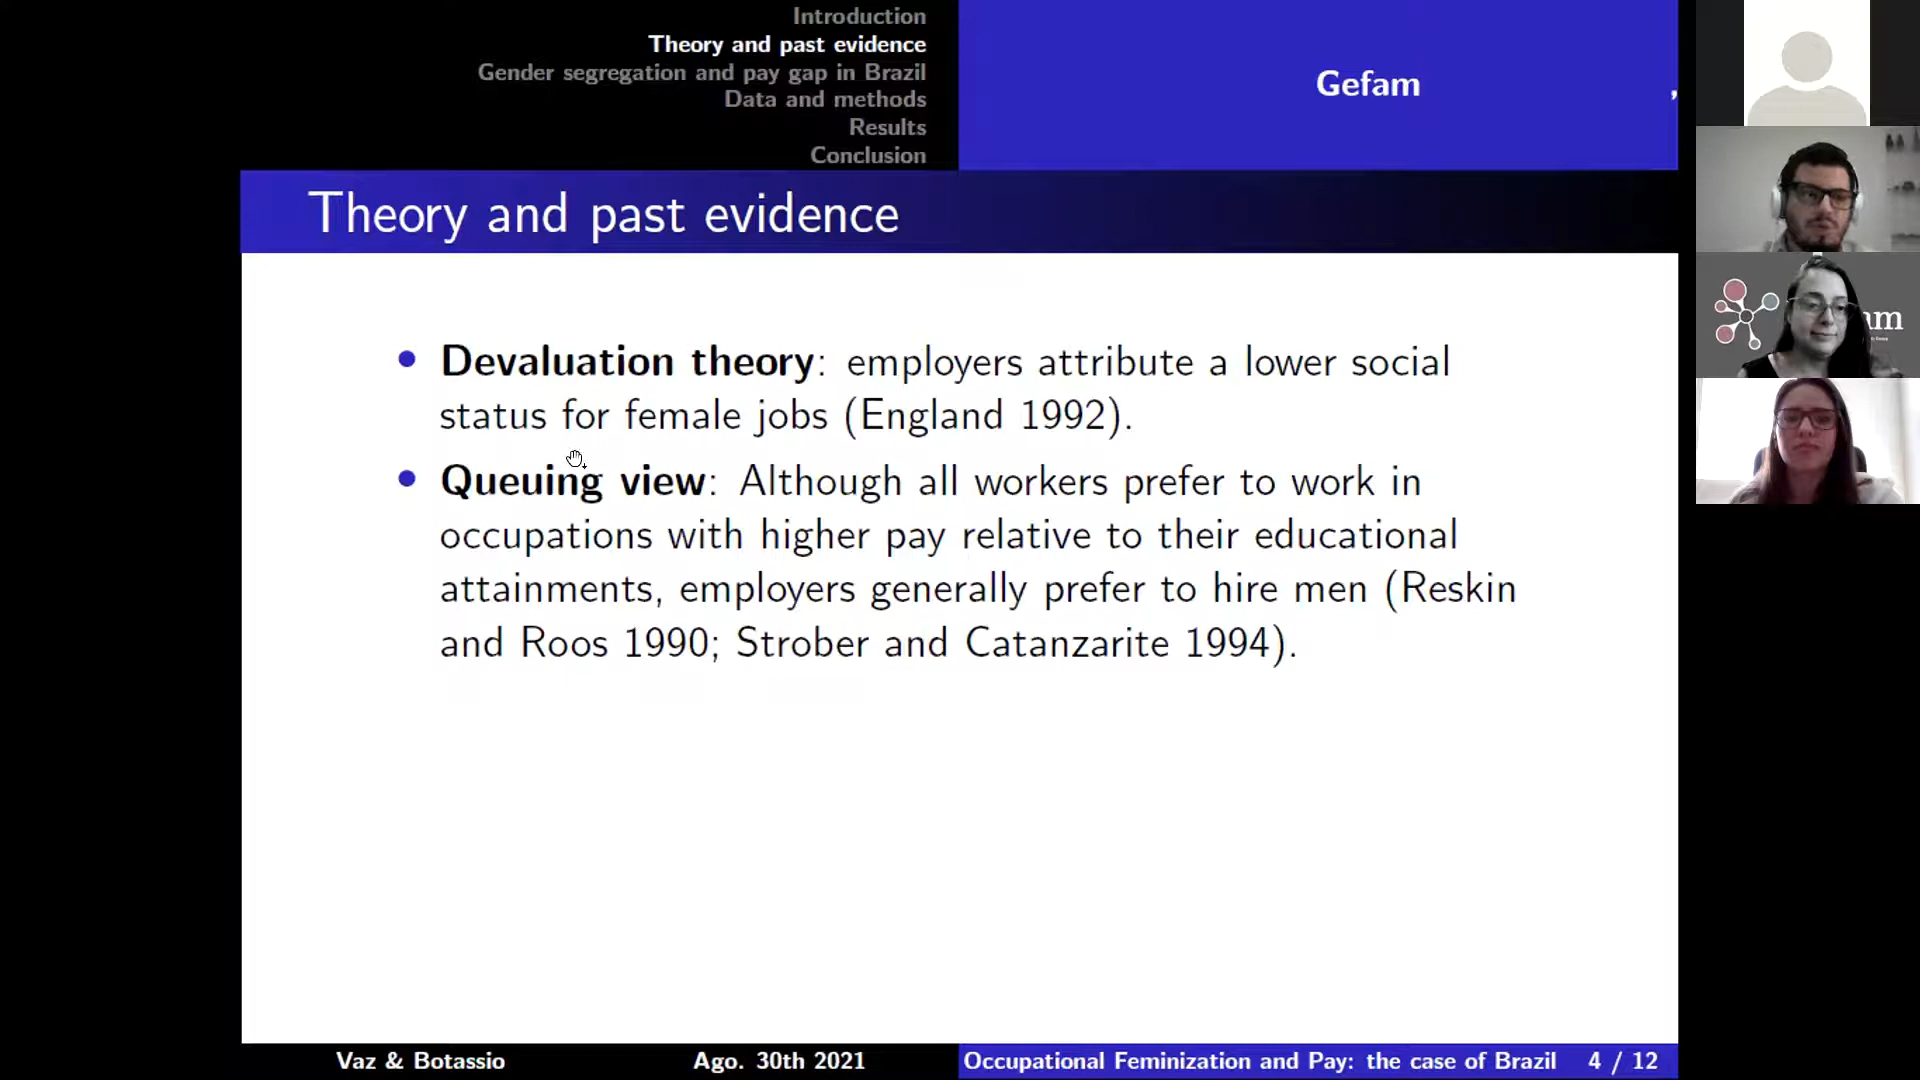 Introduction
Theory and past evidence
Gender segregation and pay gap in Brazil
Data and methods
Results
Conclusion
Gefam
,
Theory and past evidence
• Devaluation theory: employers attribute a lower social
status for female jobs (England 1992).
• Queuing view: Although all workers prefer to work in
occupations with higher pay relative to their educational
attainments, employers generally prefer to hire men (Reskin
and Roos 1990; Strober and Catanzarite 1994).
Vaz & Botassio
Ago. 30th 2021
Occupational Feminization and Pay: the case of Brazil 4 / 12